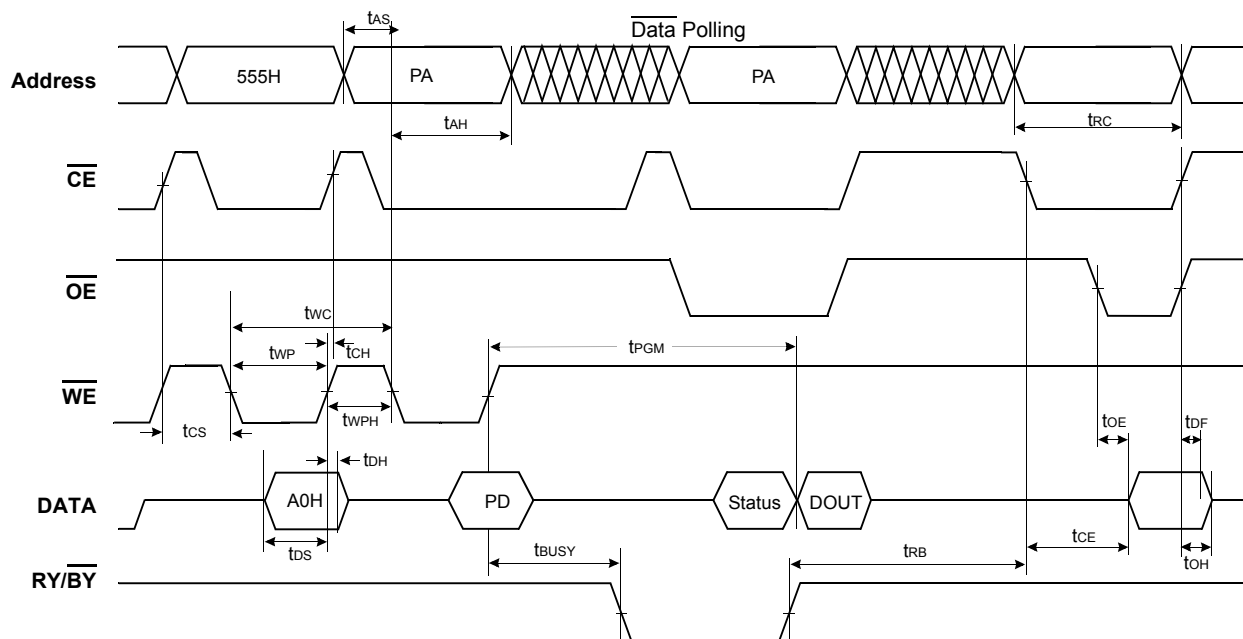 tAS
Data Polling
Address
555H
PA
PA
tAH
tRC
CE
OE
tWC
tWP
tCH
tPGM
WE
tCS
tWPH
tOE
tDF
tDH
DATA
A0H
PD
Status
DOUT
tDS
tBUSY
tRB
tCE
tOH
RY/BY